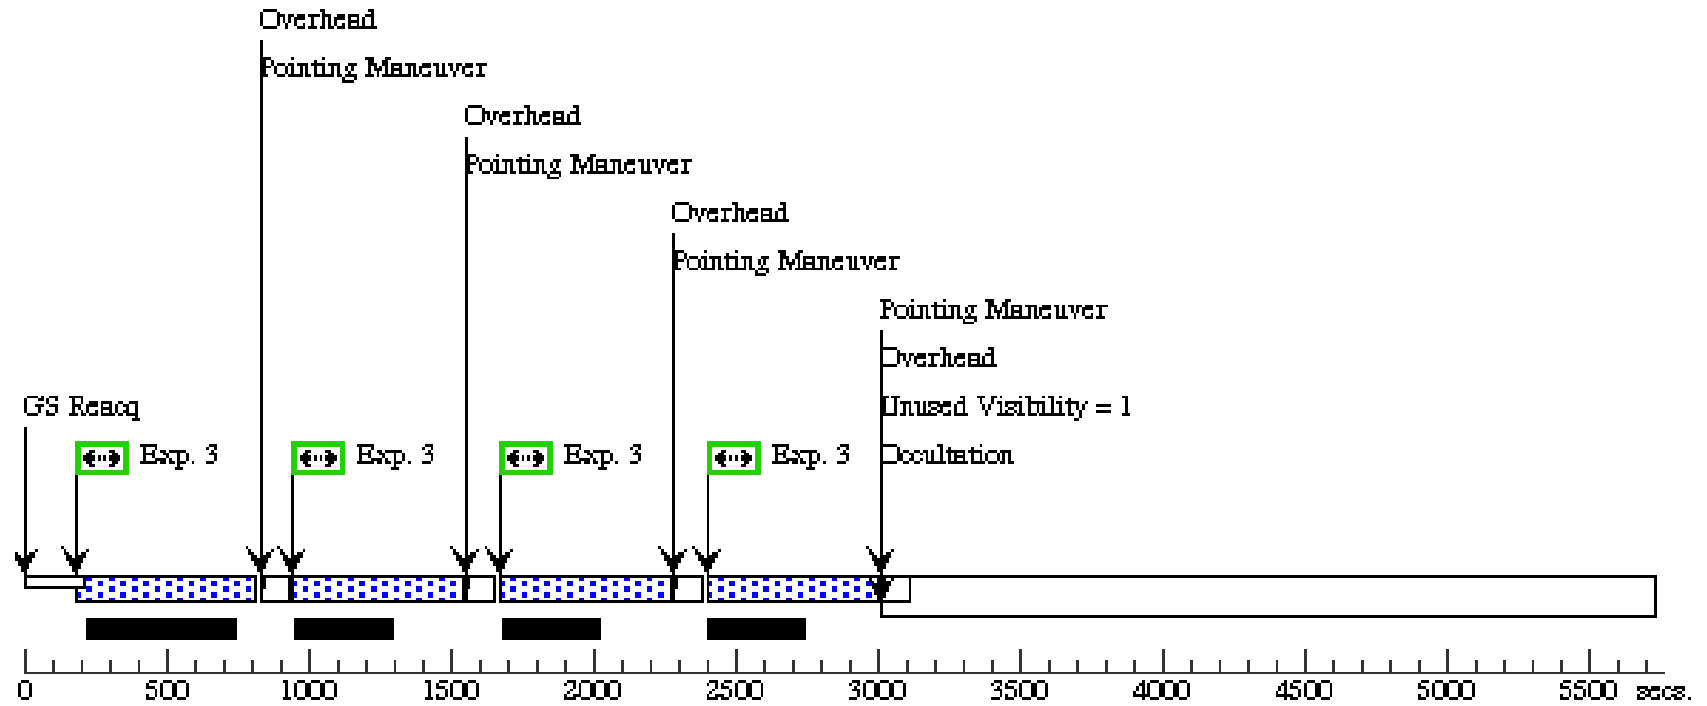 Overhead
Pointing Maneuver
Overhead
Pointing Maneuver
Overhead
Pointing Maneuver
Pointing Maneuver
Overhead
GS Reacq
Unused Visibility = 1
Exp. 3 Exp. 3 Exp. 3 Exp. 3 Occultation
0 500 1000 1500 2000 2500 3000 3500 4000 4500 5000 5500 secs.